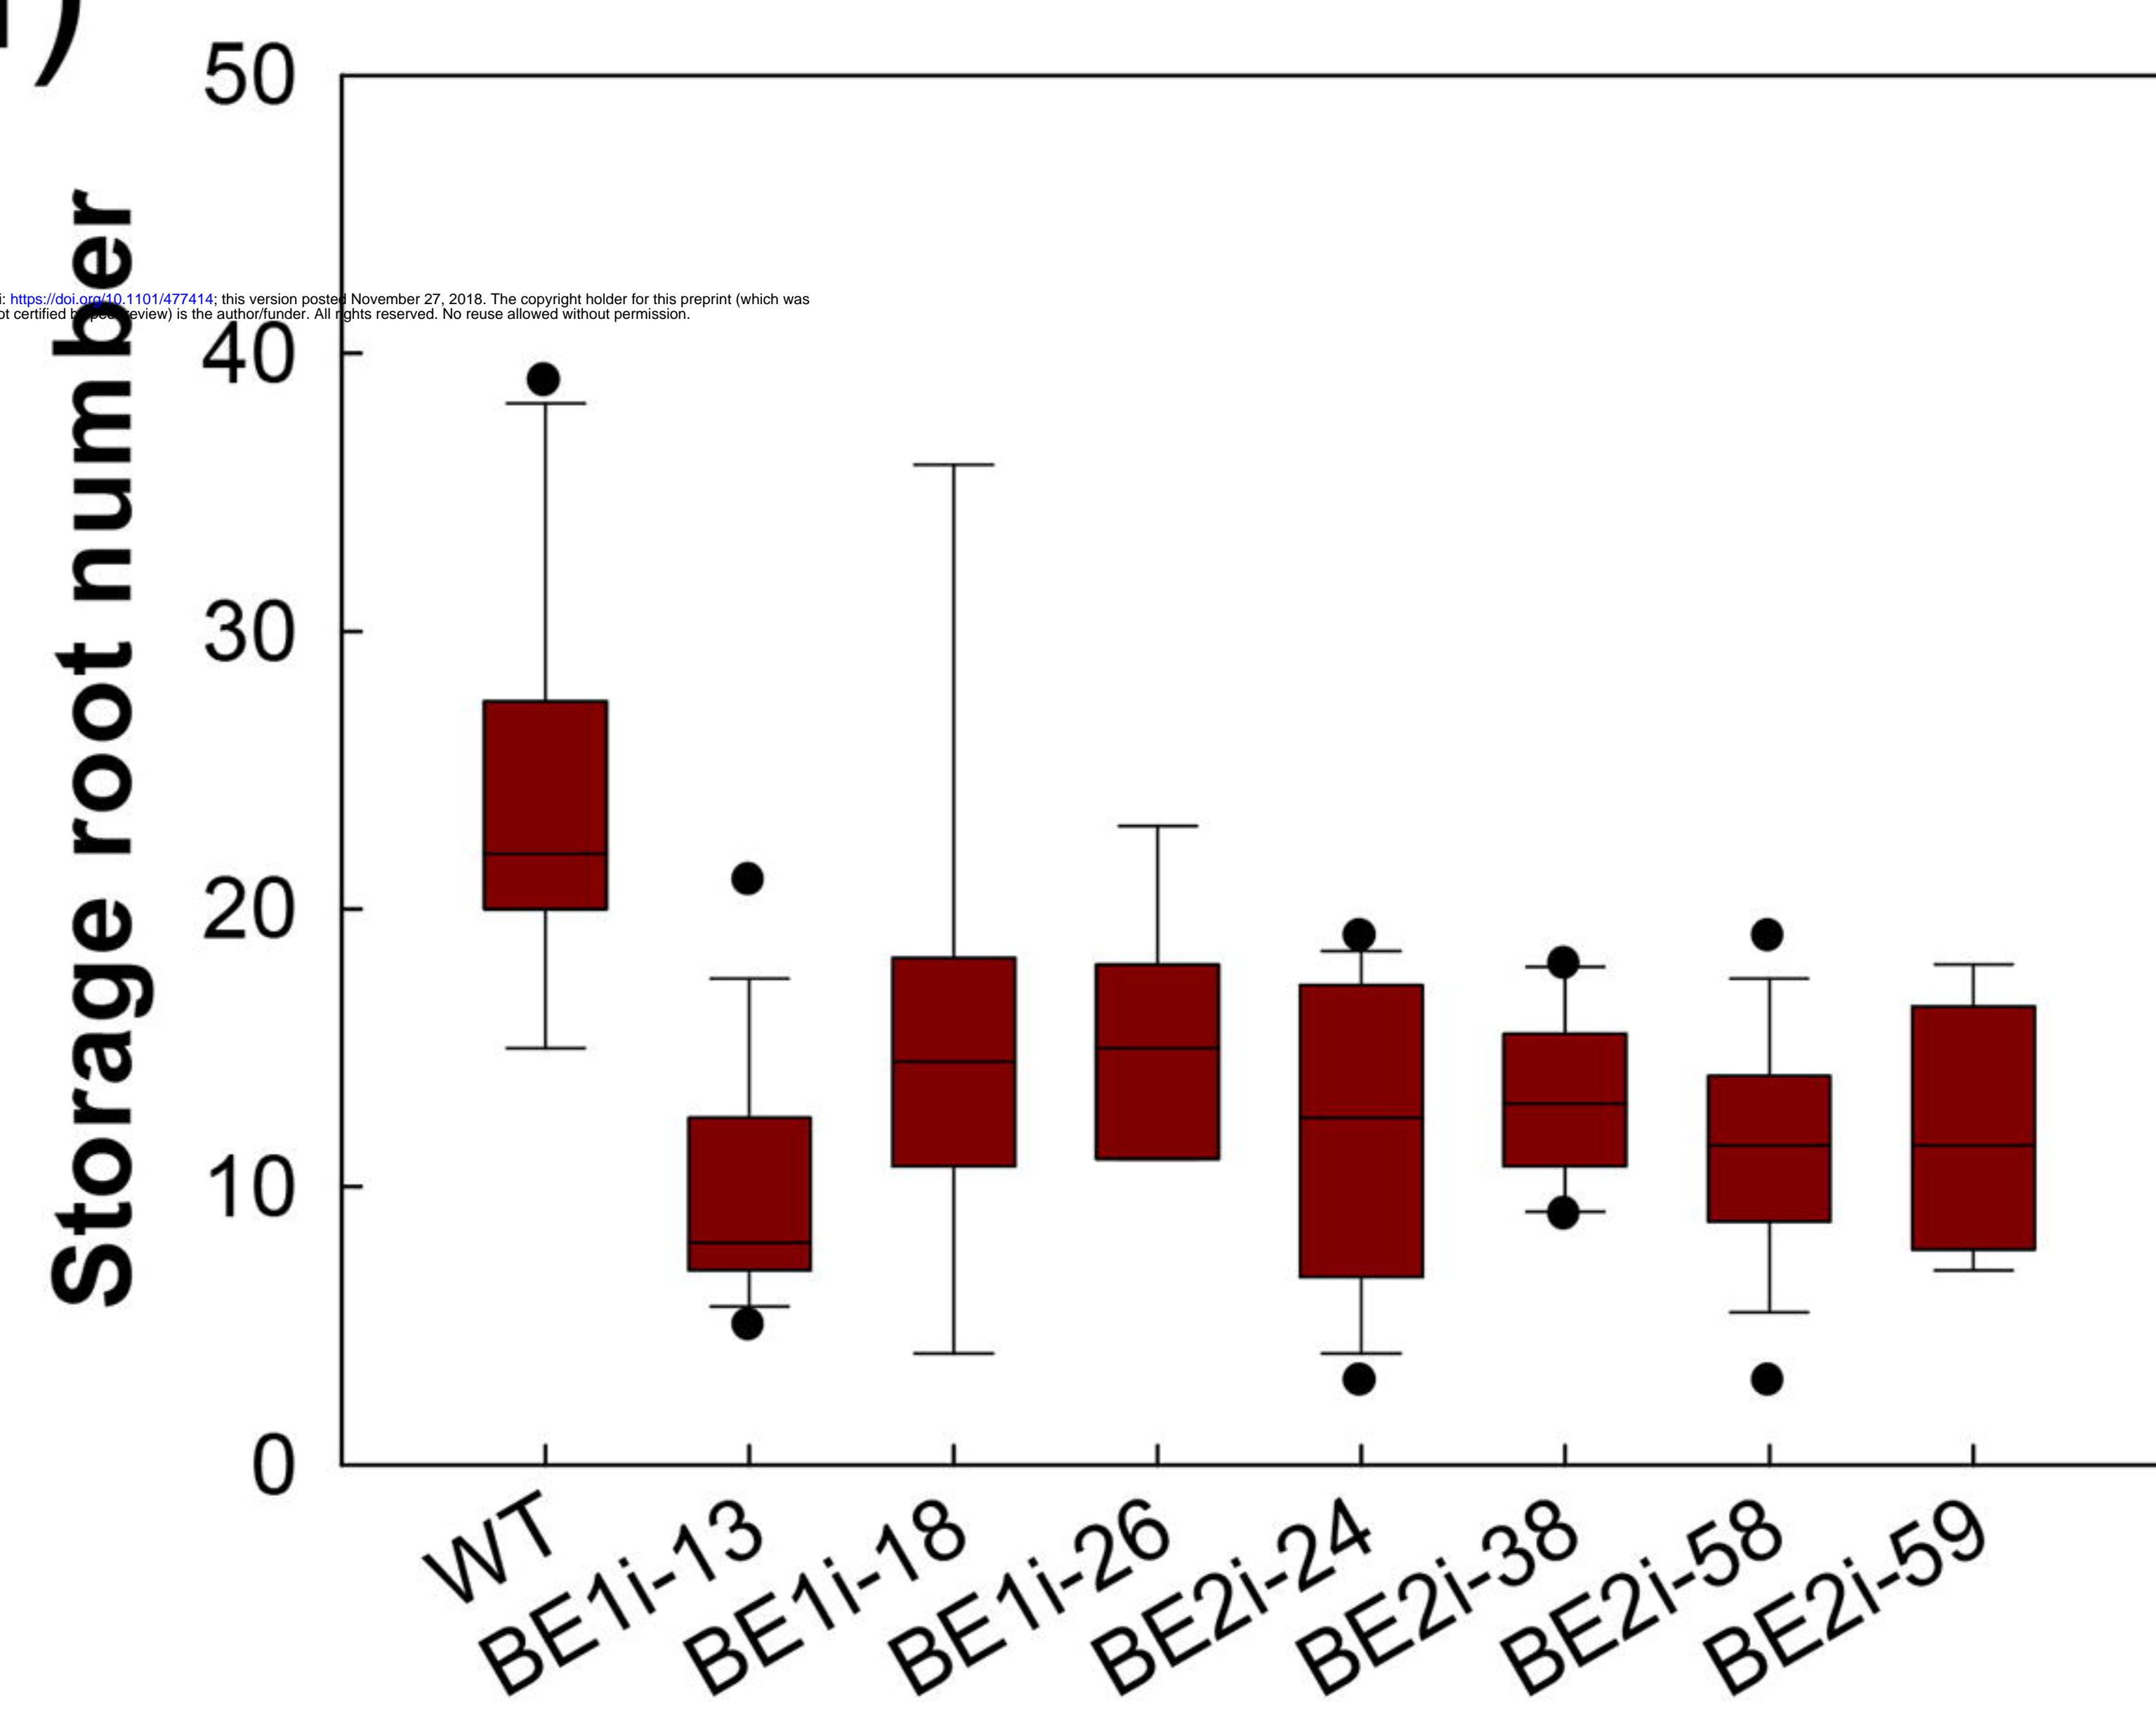 )
50
i: https://doi.org/10.1101/477414; this version posted November 27, 2018. The copyright holder for this preprint (which was
ot certified by peer review) is the author/funder. All rights reserved. No reuse allowed without permission.
40
30
20
10
0
Storage root number
WT
BE1i-13
BE1i-18
BE1i-26
BE2i-24
BE2i-38
BE2i-58
BE2i-59